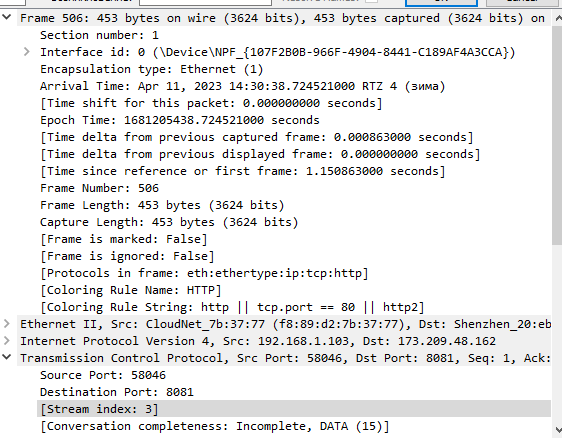 Frame 506: 453 bytes on wire (3624 bits), 453 bytes captured (3624 bits) on
Section number: 1
Interface id: 0 (\Device\NPF_{107F2B0B-966F-4904-8441-C189AF4A3CCA})
Encapsulation type: Ethernet (1)
Arrival Time: Apr 11, 2023 14:30:38.724521000 RTZ 4 (зима)
[Time shift for this packet: 0.000000000 seconds]
Epoch Time: 1681205438.724521000 seconds
[Time delta from previous captured frame: 0.000863000 seconds]
[Time delta from previous displayed frame: 0.000000000 seconds]
[Time since reference or first frame: 1.150863000 seconds]
Frame Number: 506
Frame Length: 453 bytes (3624 bits)
Capture Length: 453 bytes (3624 bits)
[Frame is marked: False]
[Frame is ignored: False]
[Protocols in frame: eth:ethertype:ip:tcp:http]
[Coloring Rule Name: HTTP]
[Coloring Rule String: http || tcp.port == 80 || http2]
Ethernet II, Src: CloudNet_7b:37:77 (f8:89:d2:7b:37:77), Dst: Shenzhen_20:eb
Internet Protocol Version 4, Src: 192.168.1.103, Dst: 173.209.48.162
Transmission Control Protocol, Src Port: 58046, Dst Port: 8081, Seq: 1, Ack:
Source Port: 58046
Destination Port: 8081
[Stream index: 3]
[Conversation completeness: Incomplete, DATA (15)]